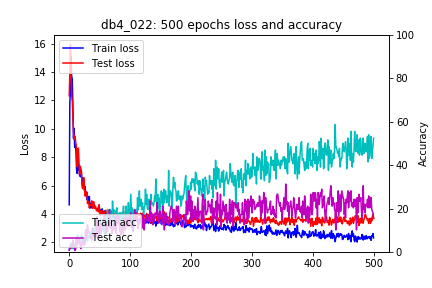 db4_022: 500 epochs loss and accuracy
Train loss
Test loss
Train acc
Test acc
Loss
16
14
12
10
8
6
4
2
Accuracy
100
80
60
40
20
0
0
100
200
300
400
500